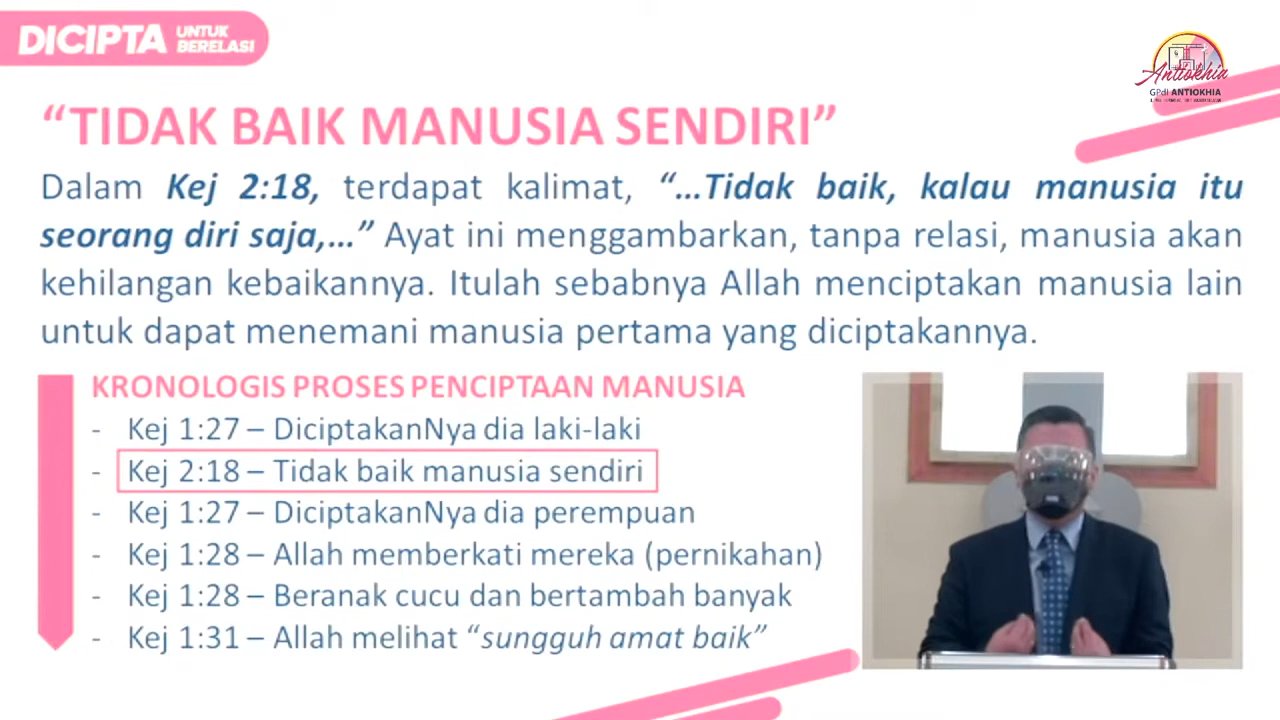 DICIPTA UNTUK
BERELASI
Antiokhia
GPdI ANTIOKHIA
“TIDAK BAIK MANUSIA SENDIRI”
Dalam Kej 2:18, terdapat kalimat, “...Tidak baik, kalau manusia itu
seorang diri saja,...” Ayat ini menggambarkan, tanpa relasi, manusia akan
kehilangan kebaikannya. Itulah sebabnya Allah menciptakan manusia lain
untuk dapat menemani manusia pertama yang diciptakannya.
KRONOLOGIS PROSES PENCIPTAAN MANUSIA
- Kej 1:27 – DiciptakanNya dia laki-laki
- Kej 2:18 – Tidak baik manusia sendiri
- Kej 1:27 – DiciptakanNya dia perempuan
- Kej 1:28 – Allah memberkati mereka (pernikahan)
- Kej 1:28 – Beranak cucu dan bertambah banyak
- Kej 1:31 – Allah melihat “sungguh amat baik”